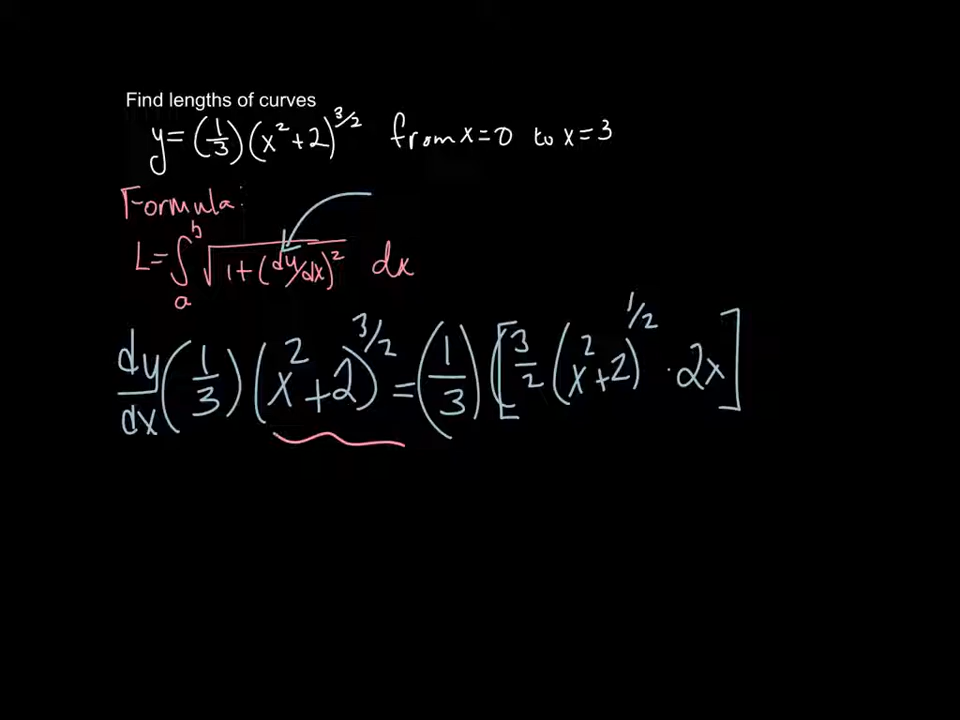 Find lengths of curves
y=(1/3)(x²+2)^3/2 from x=0 to x=3
Formula:
L=∫ₐᵇ √1+(dy/dx)² dx
dy/dx(1/3)(x²+2)^3/2=(1/3)[3/2(x²+2)^1/2·2x]